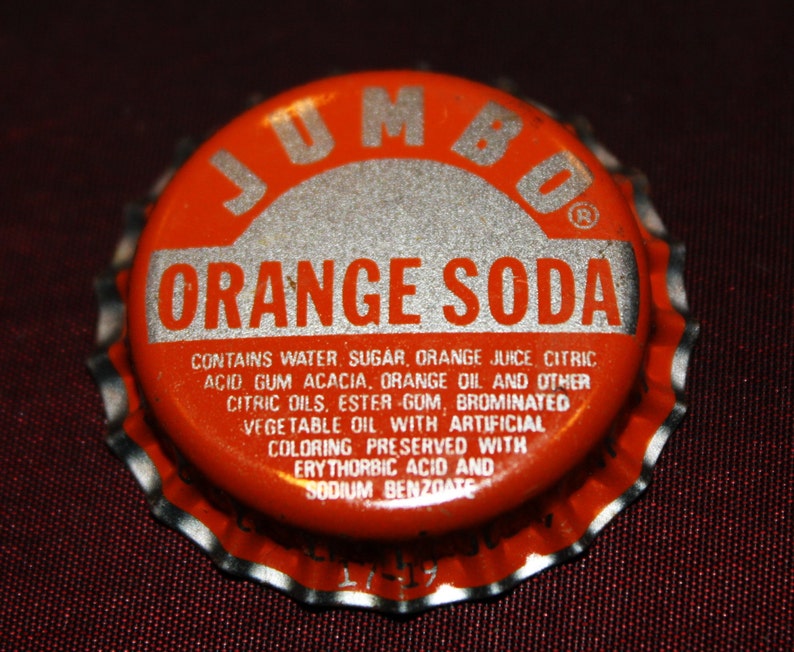 JUMBO®
ORANGE SODA
CONTAINS WATER, SUGAR, ORANGE JUICE, CITRIC
ACID, GUM ACACIA, ORANGE OIL AND OTHER
CITRIC OILS, ESTER GUM, BROMINATED
VEGETABLE OIL, WITH ARTIFICIAL
COLORING. PRESERVED WITH
ERYTHORBIC ACID AND
SODIUM BENZOATE
17-19